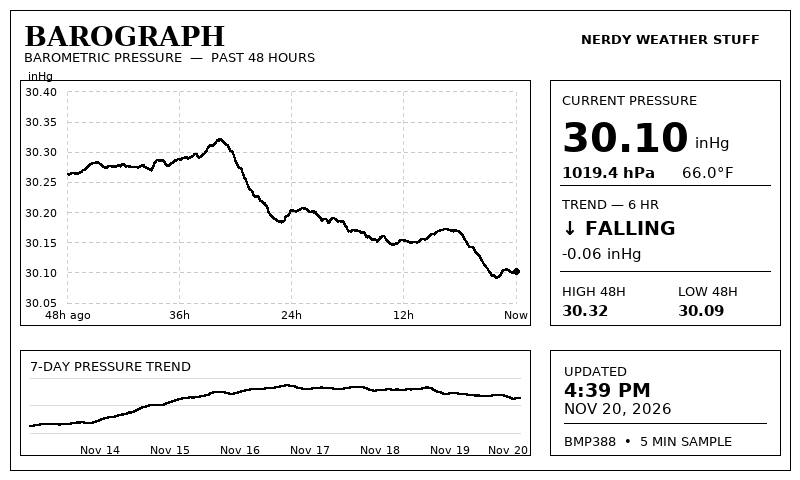 BAROGRAPH
BAROMETRIC PRESSURE — PAST 48 HOURS
NERDY WEATHER STUFF
inHg
30.40
30.35
30.30
30.25
30.20
30.15
30.10
30.05
48h ago 36h 24h 12h Now
CURRENT PRESSURE
30.10 inHg
1019.4 hPa 66.0°F
TREND — 6 HR
↓ FALLING
-0.06 inHg
HIGH 48H LOW 48H
30.32 30.09
7-DAY PRESSURE TREND
Nov 14 Nov 15 Nov 16 Nov 17 Nov 18 Nov 19 Nov 20
UPDATED
4:39 PM
NOV 20, 2026
BMP388 • 5 MIN SAMPLE